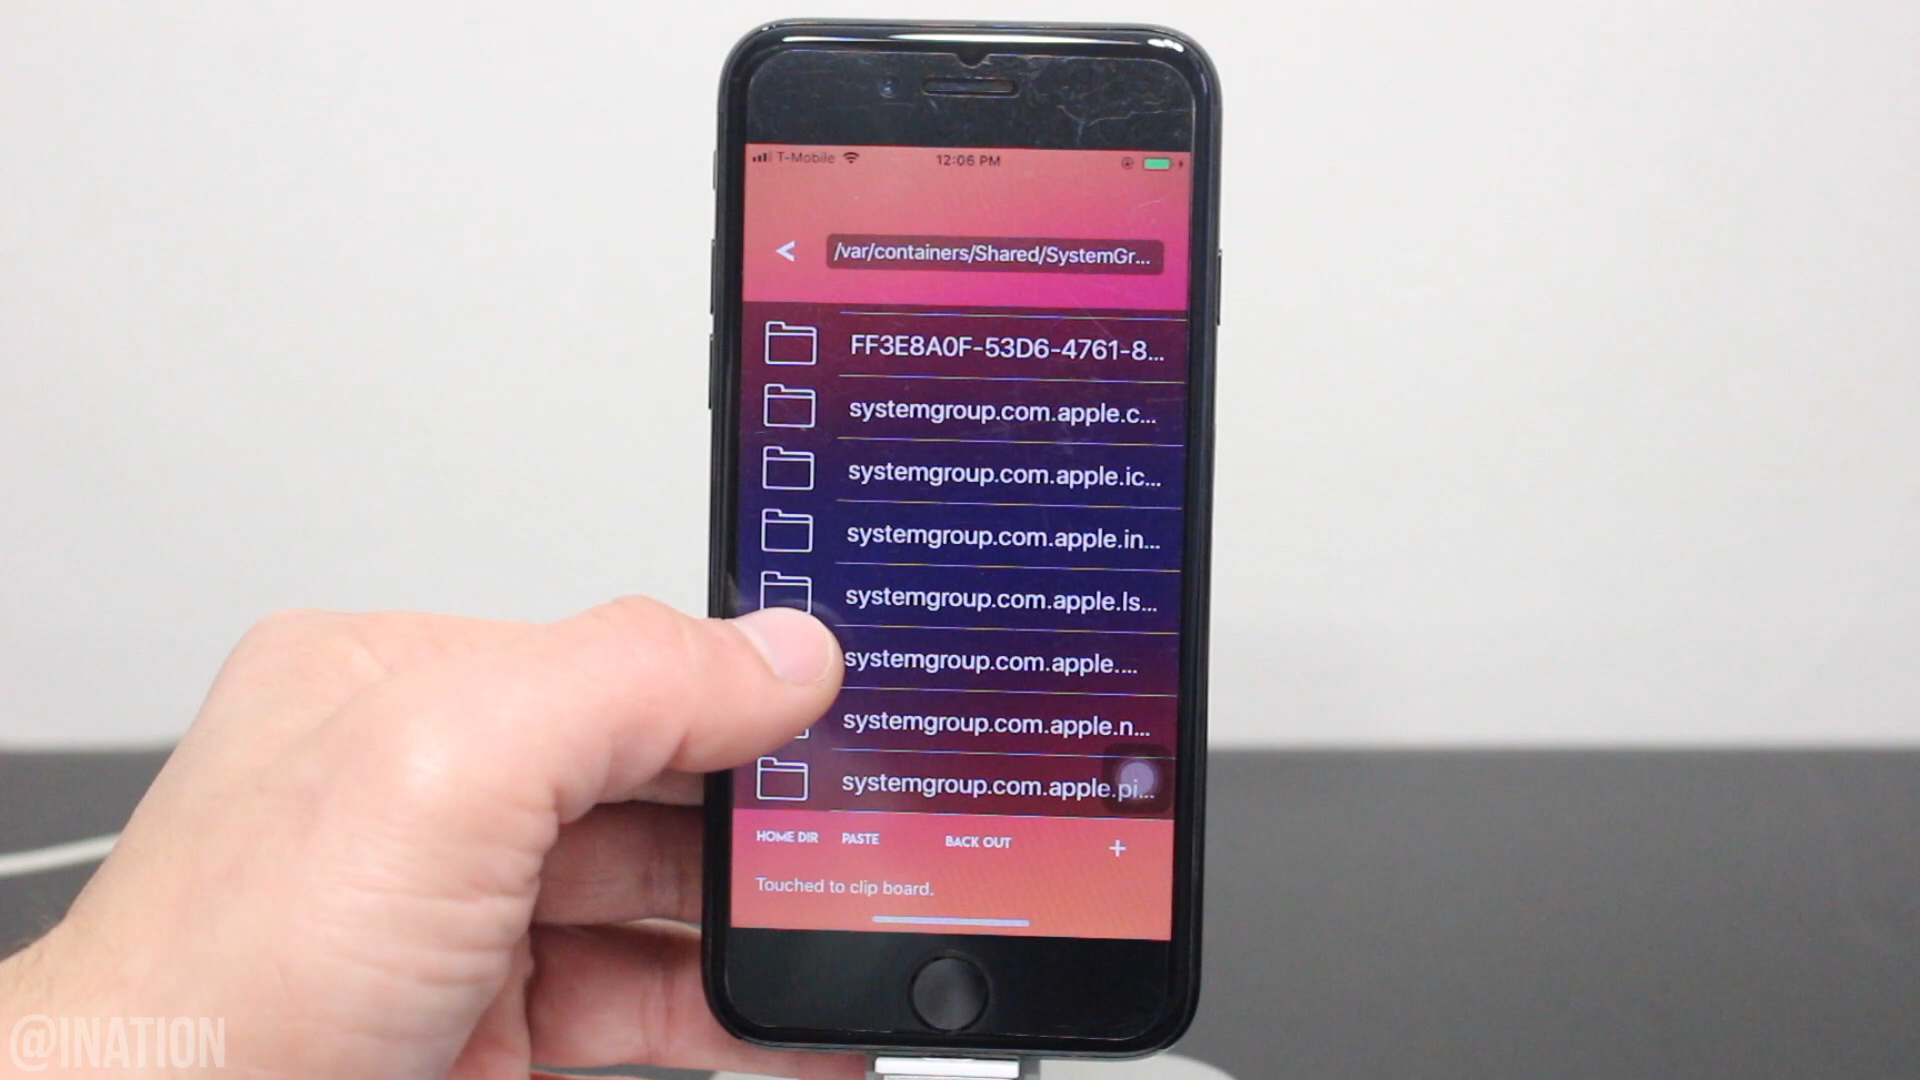 T-Mobile 12:06 PM
< /var/containers/Shared/SystemGr...
FF3E8A0F-53D6-4761-8...
systemgroup.com.apple.c...
systemgroup.com.apple.ic...
systemgroup.com.apple.in...
systemgroup.com.apple.ls...
systemgroup.com.apple....
systemgroup.com.apple.n...
systemgroup.com.apple.pi...
HOME DIR PASTE BACK OUT +
Touched to clip board.
@INATION